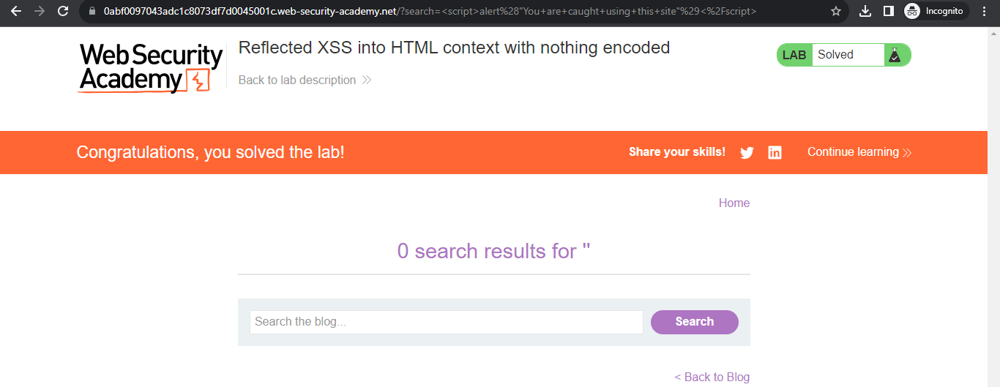 0abf0097043adc1c8073df7d0045001c.web-security-academy.net/?search=<script>alert%28"You+are+caught+using+this+site"%29<%2Fscript>
Incognito
Web Security
Academy
Reflected XSS into HTML context with nothing encoded
Back to lab description
LAB Solved
Congratulations, you solved the lab!
Share your skills!
Continue learning
Home
0 search results for ''
Search the blog...
Search
< Back to Blog